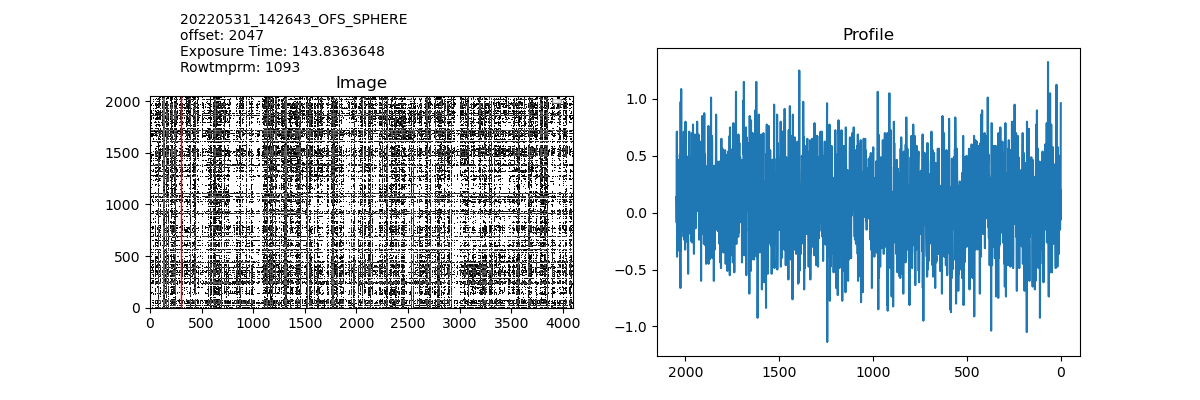 20220531_142643_OFS_SPHERE
offset: 2047
Exposure Time: 143.8363648
Rowtmprm: 1093
Image
Profile
2000
1500
1000
500
0
0 500 1000 1500 2000 2500 3000 3500 4000
1.0
0.5
0.0
−0.5
−1.0
2000 1500 1000 500 0